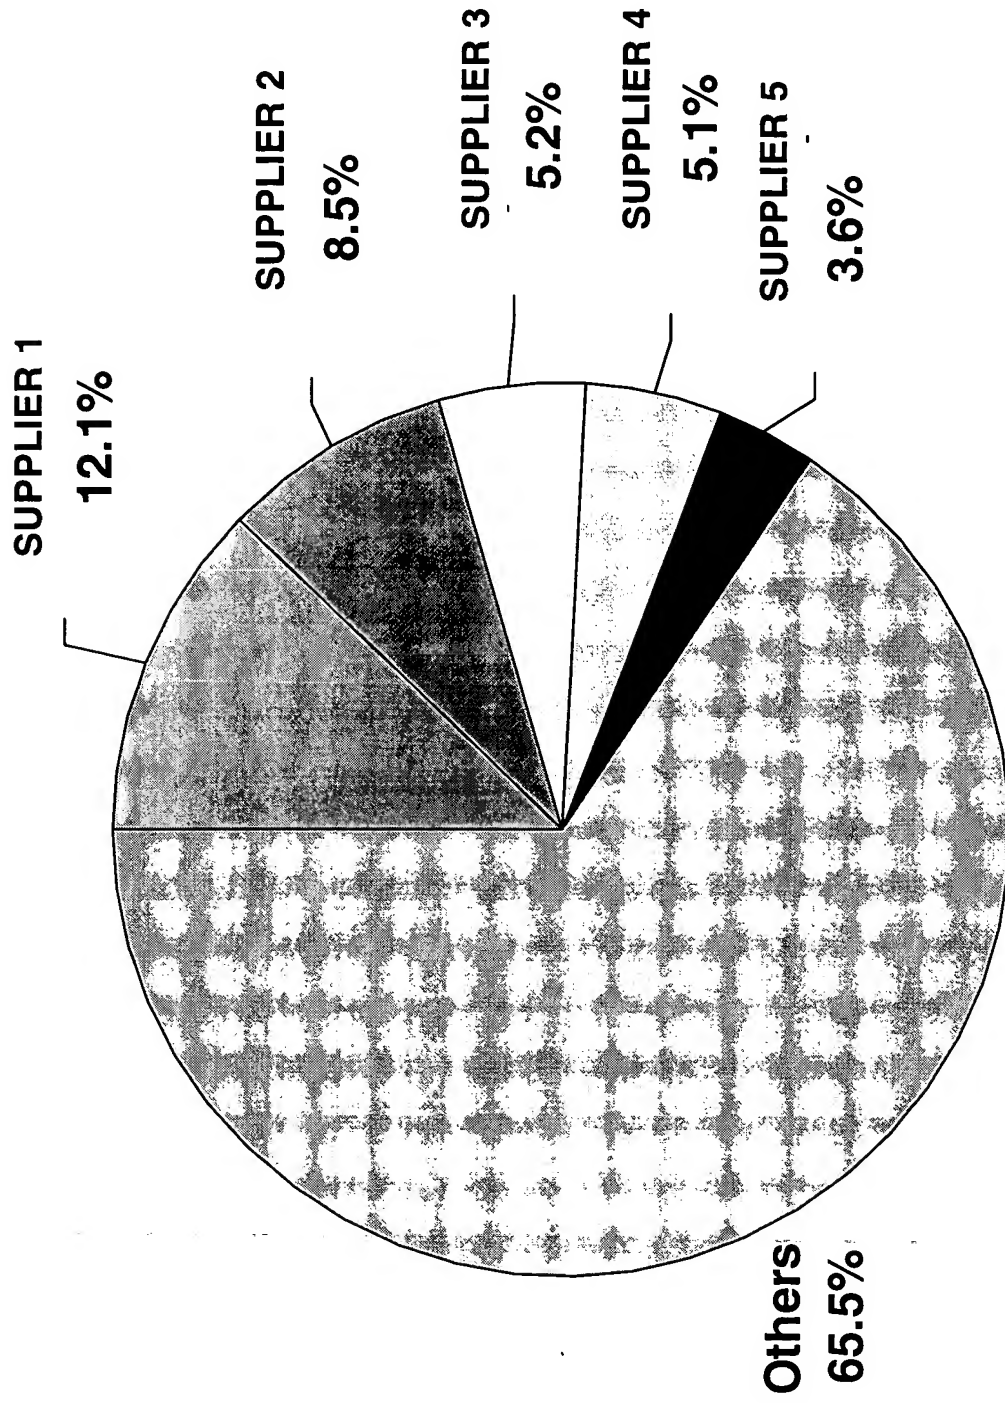 SUPPLIER 1
12.1%
SUPPLIER 2
8.5%
SUPPLIER 3
5.2%
SUPPLIER 4
5.1%
SUPPLIER 5
3.6%
Others
65.5%